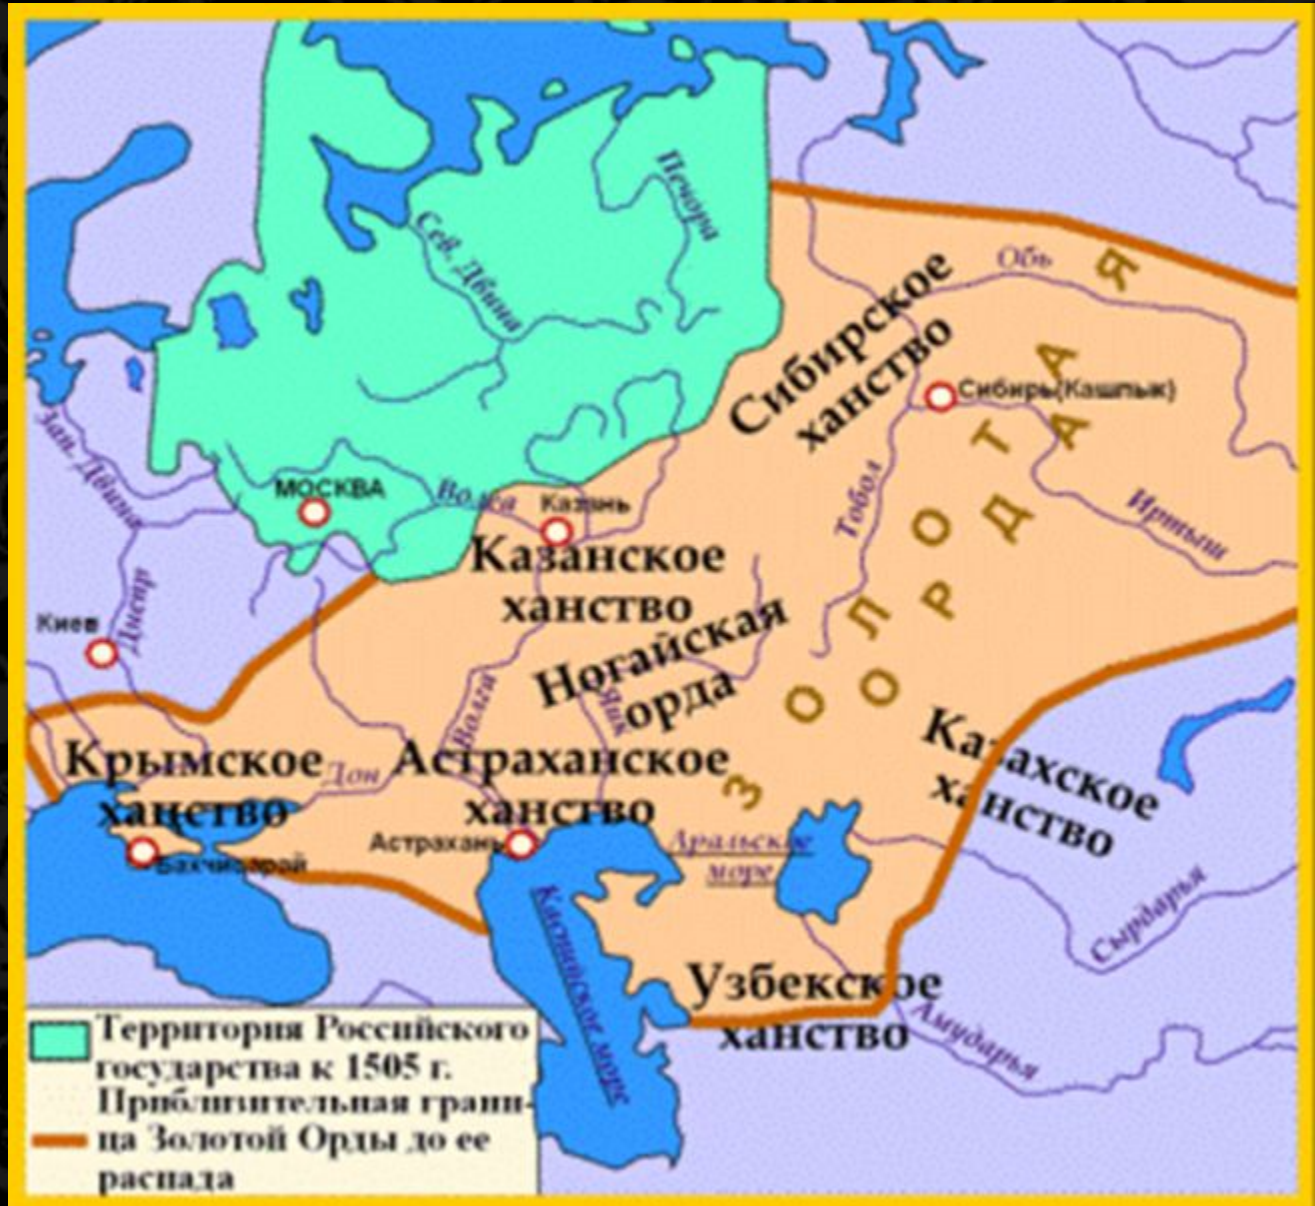 Печора
Сев. Двина
Обь
Сибирское
ханство
Сибирь(Кашлык)
Зап. Двина
МОСКВА
Волга
Казань
Казанское
ханство
Тобол
Иртыш
ЗОЛОТАЯ
ОРДА
Киев
Днепр
Ногайская
орда
Яик
Волга
Крымское
ханство
Дон
Астраханское
ханство
Казахское
ханство
Астрахань
Бахчисарай
Аральское
море
Каспийское море
Сырдарья
Узбекское
ханство
Амударья
Территория Российского
государства к 1505 г.
Приблизительная грани-
ца Золотой Орды до ее
распада